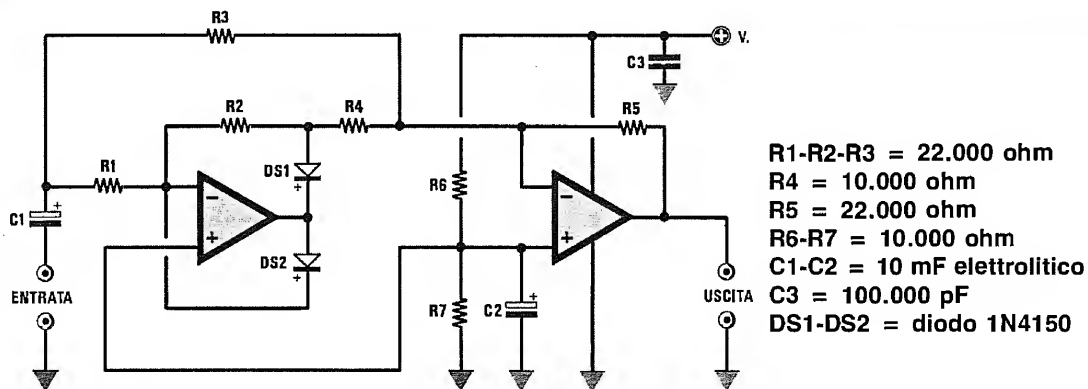 R3
V.
C3
R2
R4
R5
R1
DS1
R6
C1
+
−
+
+
−
+
DS2
+
ENTRATA
R7
C2
+
USCITA
R1-R2-R3 = 22.000 ohm
R4 = 10.000 ohm
R5 = 22.000 ohm
R6-R7 = 10.000 ohm
C1-C2 = 10 mF elettrolitico
C3 = 100.000 pF
DS1-DS2 = diodo 1N4150